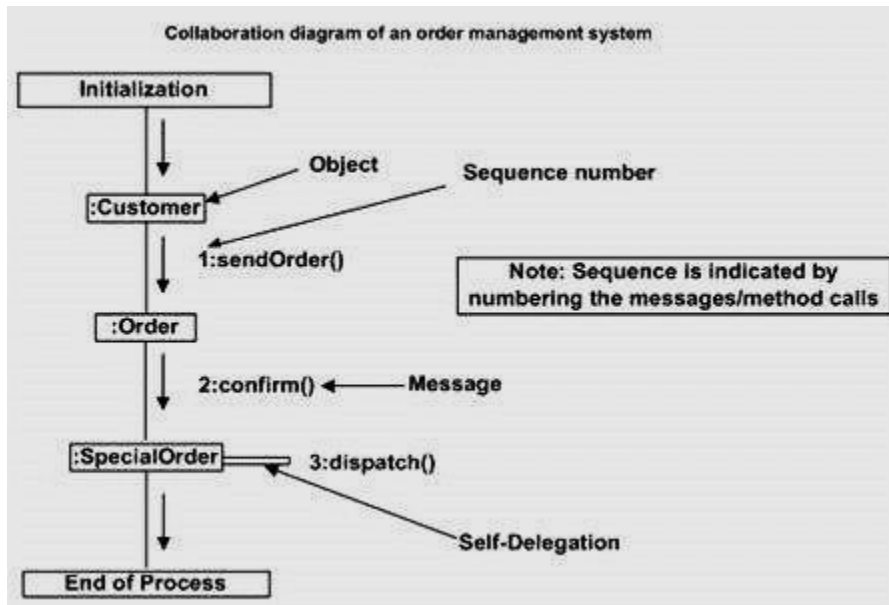 Collaboration diagram of an order management system
Initialization
Object
Sequence number
:Customer
1:sendOrder()
Note: Sequence is indicated by
numbering the messages/method calls
:Order
2:confirm()
Message
:SpecialOrder
3:dispatch()
Self-Delegation
End of Process